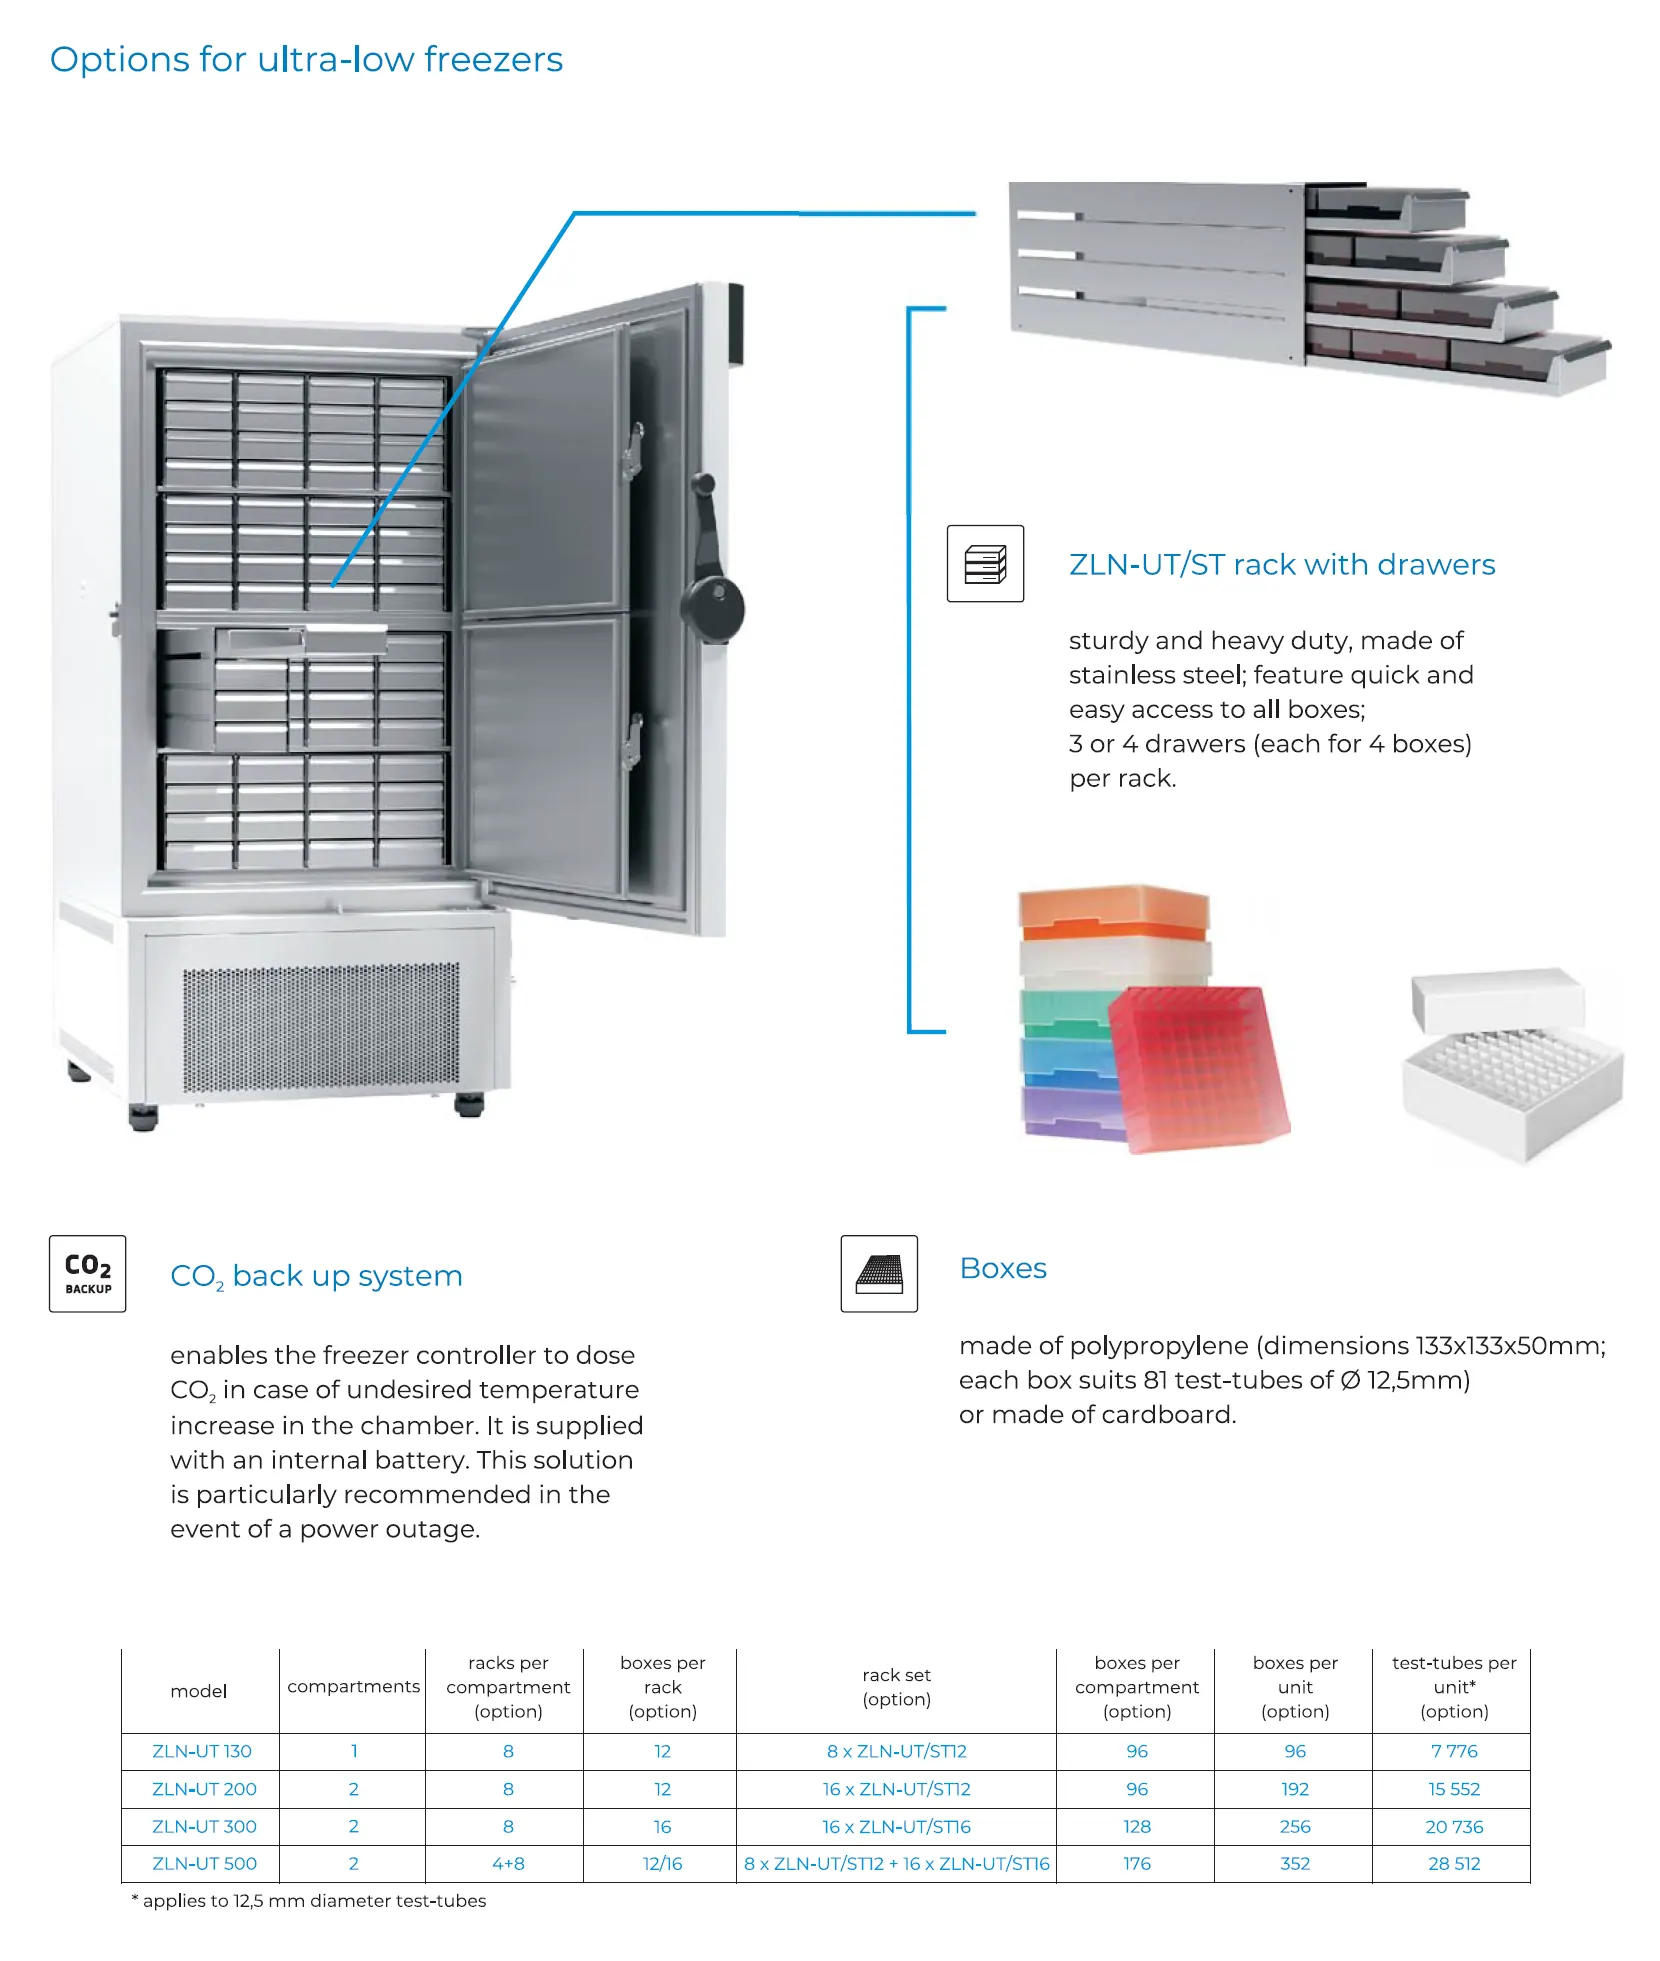 Options for ultra-low freezers
ZLN-UT/ST rack with drawers
sturdy and heavy duty, made of
stainless steel; feature quick and
easy access to all boxes;
3 or 4 drawers (each for 4 boxes)
per rack.
CO₂
BACKUP
CO₂ back up system
enables the freezer controller to dose
CO₂ in case of undesired temperature
increase in the chamber. It is supplied
with an internal battery. This solution
is particularly recommended in the
event of a power outage.
Boxes
made of polypropylene (dimensions 133x133x50mm;
each box suits 81 test-tubes of Ø 12,5mm)
or made of cardboard.
model compartments racks per compartment (option) boxes per rack (option) rack set (option) boxes per compartment (option) boxes per unit (option) test-tubes per unit* (option)
ZLN-UT 130 1 8 12 8 x ZLN-UT/ST12 96 96 7 776
ZLN-UT 200 2 8 12 16 x ZLN-UT/ST12 96 192 15 552
ZLN-UT 300 2 8 16 16 x ZLN-UT/ST16 128 256 20 736
ZLN-UT 500 2 4+8 12/16 8 x ZLN-UT/ST12 + 16 x ZLN-UT/ST16 176 352 28 512
* applies to 12,5 mm diameter test-tubes